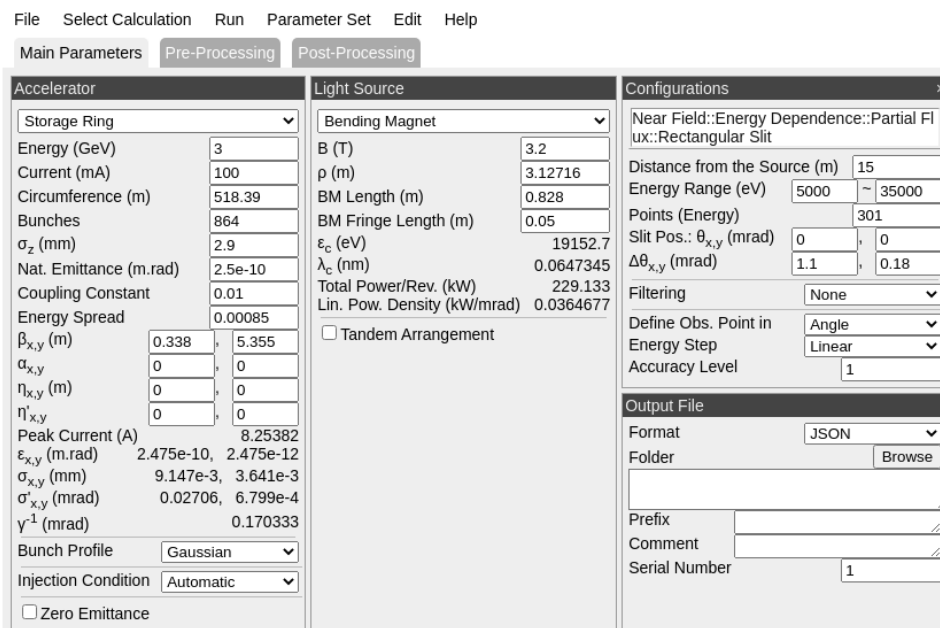 File Select Calculation Run Parameter Set Edit Help
Main Parameters Pre-Processing Post-Processing
Accelerator
Storage Ring
Energy (GeV) 3
Current (mA) 100
Circumference (m) 518.39
Bunches 864
σz (mm) 2.9
Nat. Emittance (m.rad) 2.5e-10
Coupling Constant 0.01
Energy Spread 0.00085
βx,y (m) 0.338 , 5.355
αx,y 0 , 0
ηx,y (m) 0 , 0
η'x,y 0 , 0
Peak Current (A) 8.25382
εx,y (m.rad) 2.475e-10, 2.475e-12
σx,y (mm) 9.147e-3, 3.641e-3
σ'x,y (mrad) 0.02706, 6.799e-4
γ-1 (mrad) 0.170333
Bunch Profile Gaussian
Injection Condition Automatic
Zero Emittance
Light Source
Bending Magnet
B (T) 3.2
ρ (m) 3.12716
BM Length (m) 0.828
BM Fringe Length (m) 0.05
εc (eV) 19152.7
λc (nm) 0.0647345
Total Power/Rev. (kW) 229.133
Lin. Pow. Density (kW/mrad) 0.0364677
Tandem Arrangement
Configurations
Near Field::Energy Dependence::Partial Fl
ux::Rectangular Slit
Distance from the Source (m) 15
Energy Range (eV) 5000 ~ 35000
Points (Energy) 301
Slit Pos.: θx,y (mrad) 0 , 0
Δθx,y (mrad) 1.1 , 0.18
Filtering None
Define Obs. Point in Angle
Energy Step Linear
Accuracy Level 1
Output File
Format JSON
Folder Browse
Prefix
Comment
Serial Number 1